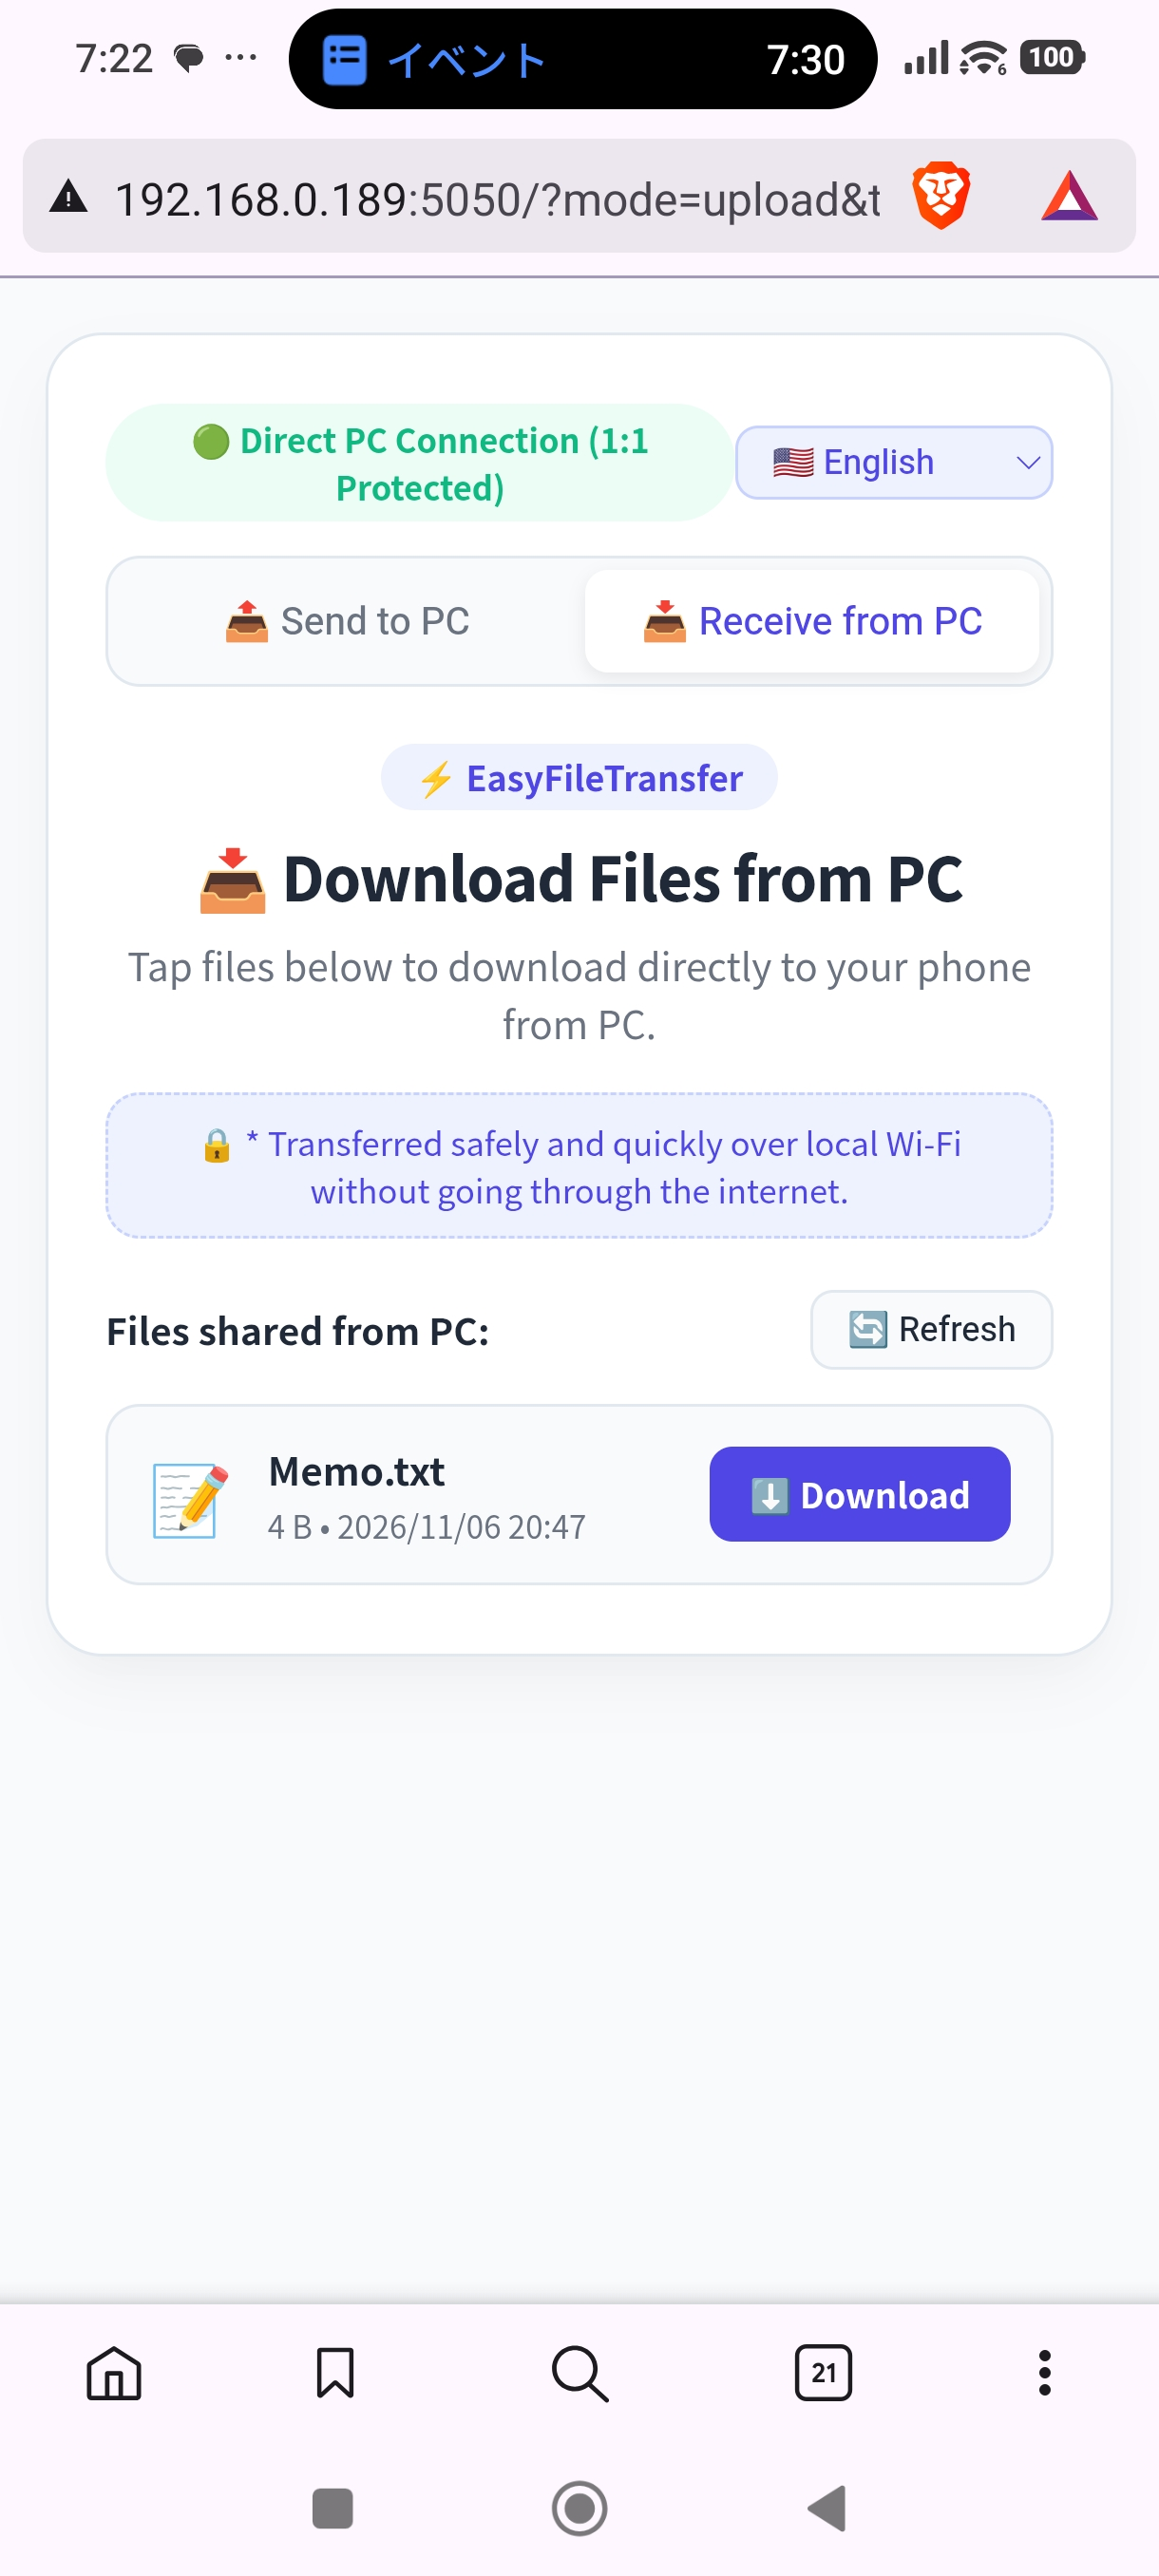 7:22 ... イベント 7:30 6 100
192.168.0.189:5050/?mode=upload&t
Direct PC Connection (1:1
Protected)
English
Send to PC
Receive from PC
EasyFileTransfer
Download Files from PC
Tap files below to download directly to your phone
from PC.
* Transferred safely and quickly over local Wi-Fi
without going through the internet.
Files shared from PC:
Refresh
Memo.txt
4 B • 2026/11/06 20:47
Download
21